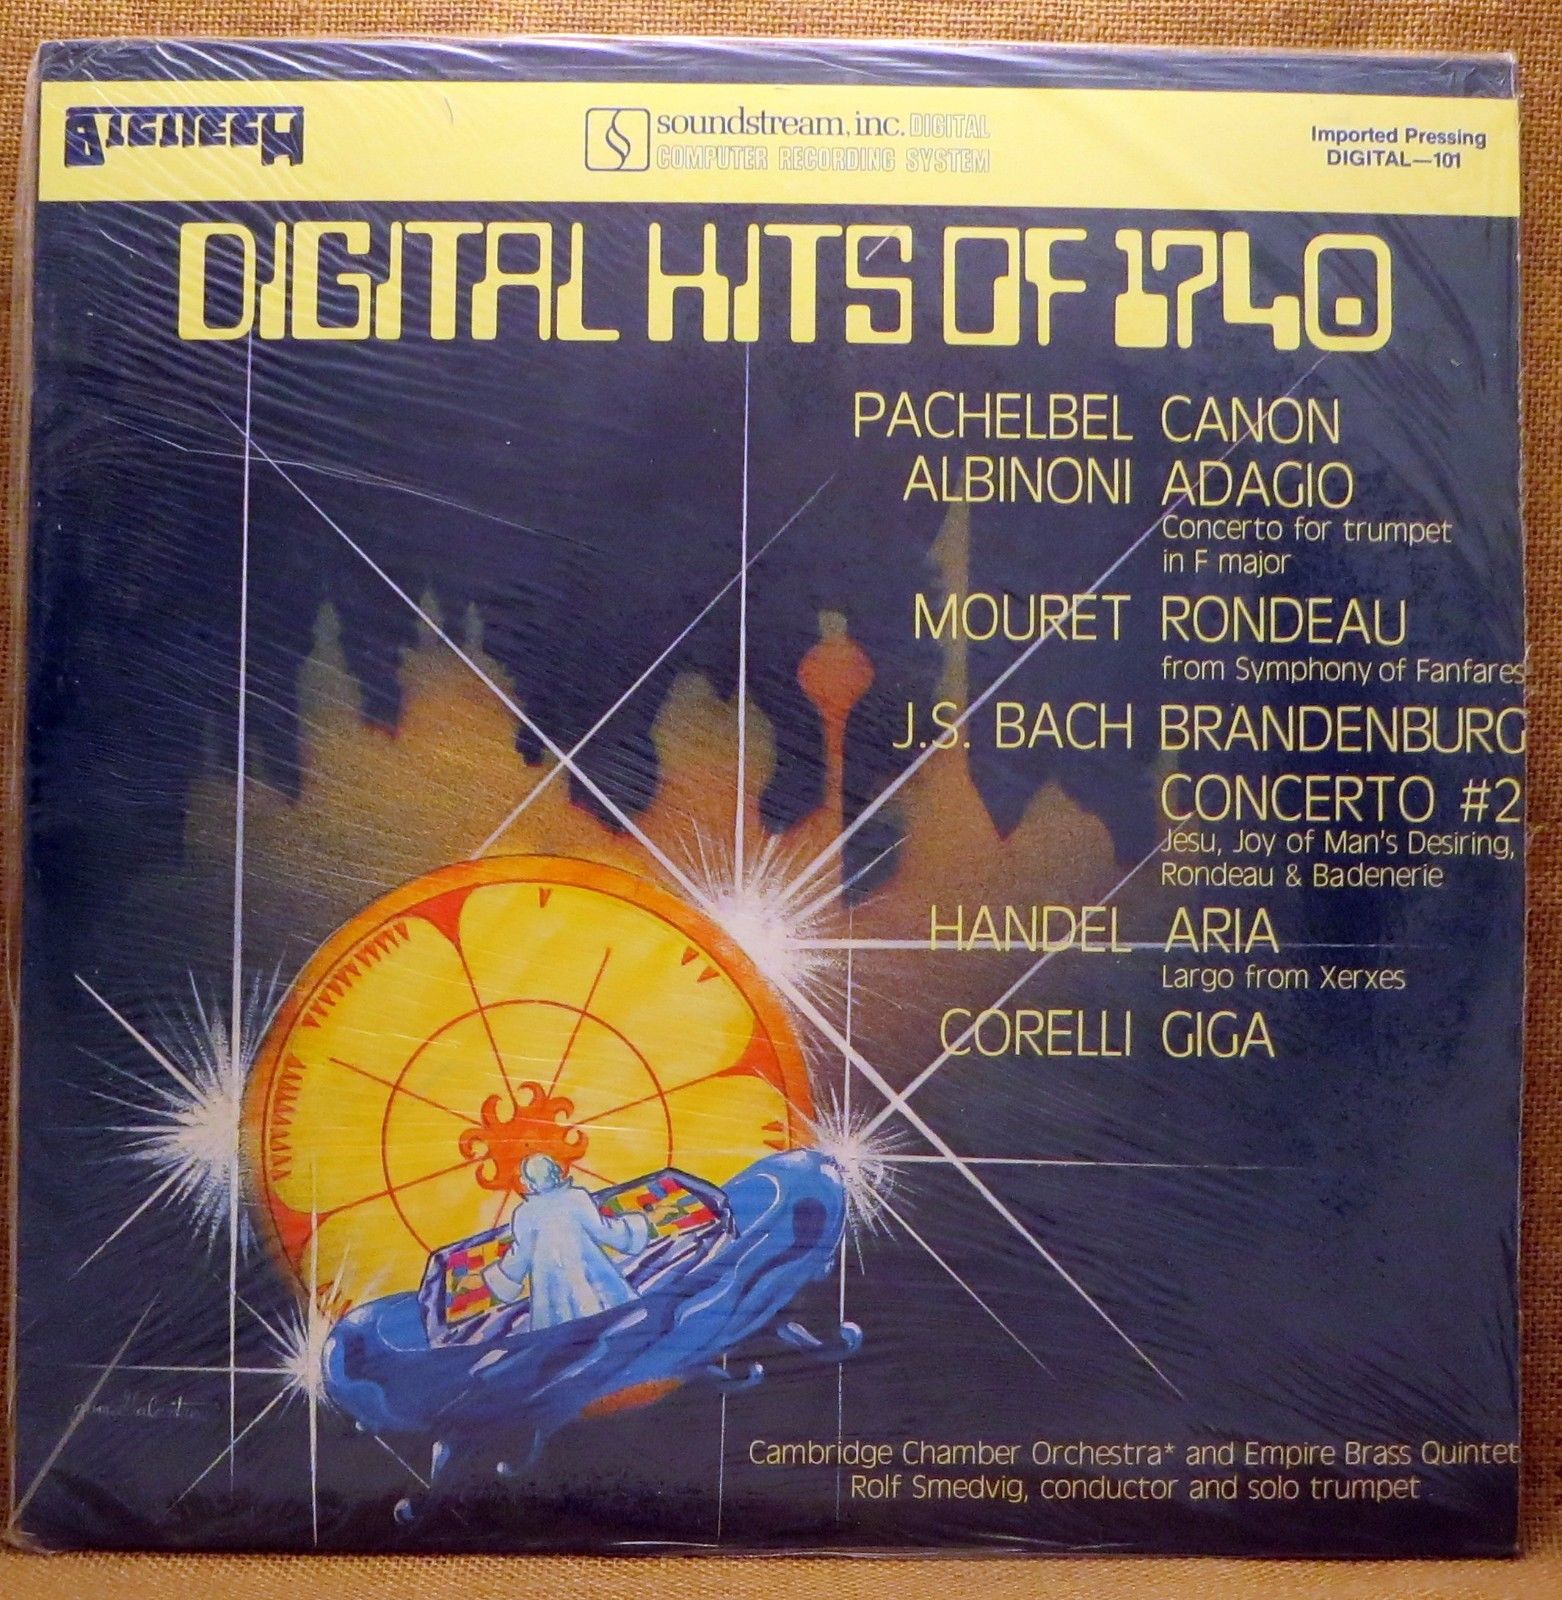 DIGITECH
soundstream, inc. DIGITAL
COMPUTER RECORDING SYSTEM
Imported Pressing
DIGITAL—101
DIGITAL HITS OF 1740
PACHELBEL CANON
ALBINONI ADAGIO
Concerto for trumpet
in F major
MOURET RONDEAU
from Symphony of Fanfares
J.S. BACH BRANDENBURG
CONCERTO #2
Jesu, Joy of Man's Desiring,
Rondeau & Badenerie
HANDEL ARIA
Largo from Xerxes
CORELLI GIGA
Cambridge Chamber Orchestra* and Empire Brass Quintet
Rolf Smedvig, conductor and solo trumpet